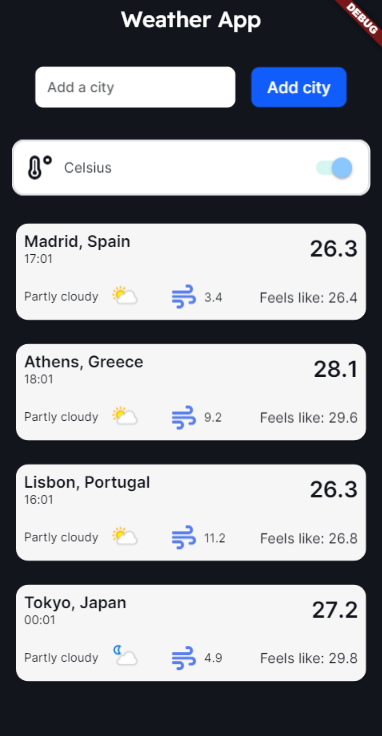 Weather App
DEBUG
Add a city
Add city
Celsius
Madrid, Spain
26.3
17:01
Partly cloudy
3.4
Feels like: 26.4
Athens, Greece
28.1
18:01
Partly cloudy
9.2
Feels like: 29.6
Lisbon, Portugal
26.3
16:01
Partly cloudy
11.2
Feels like: 26.8
Tokyo, Japan
27.2
00:01
Partly cloudy
4.9
Feels like: 29.8